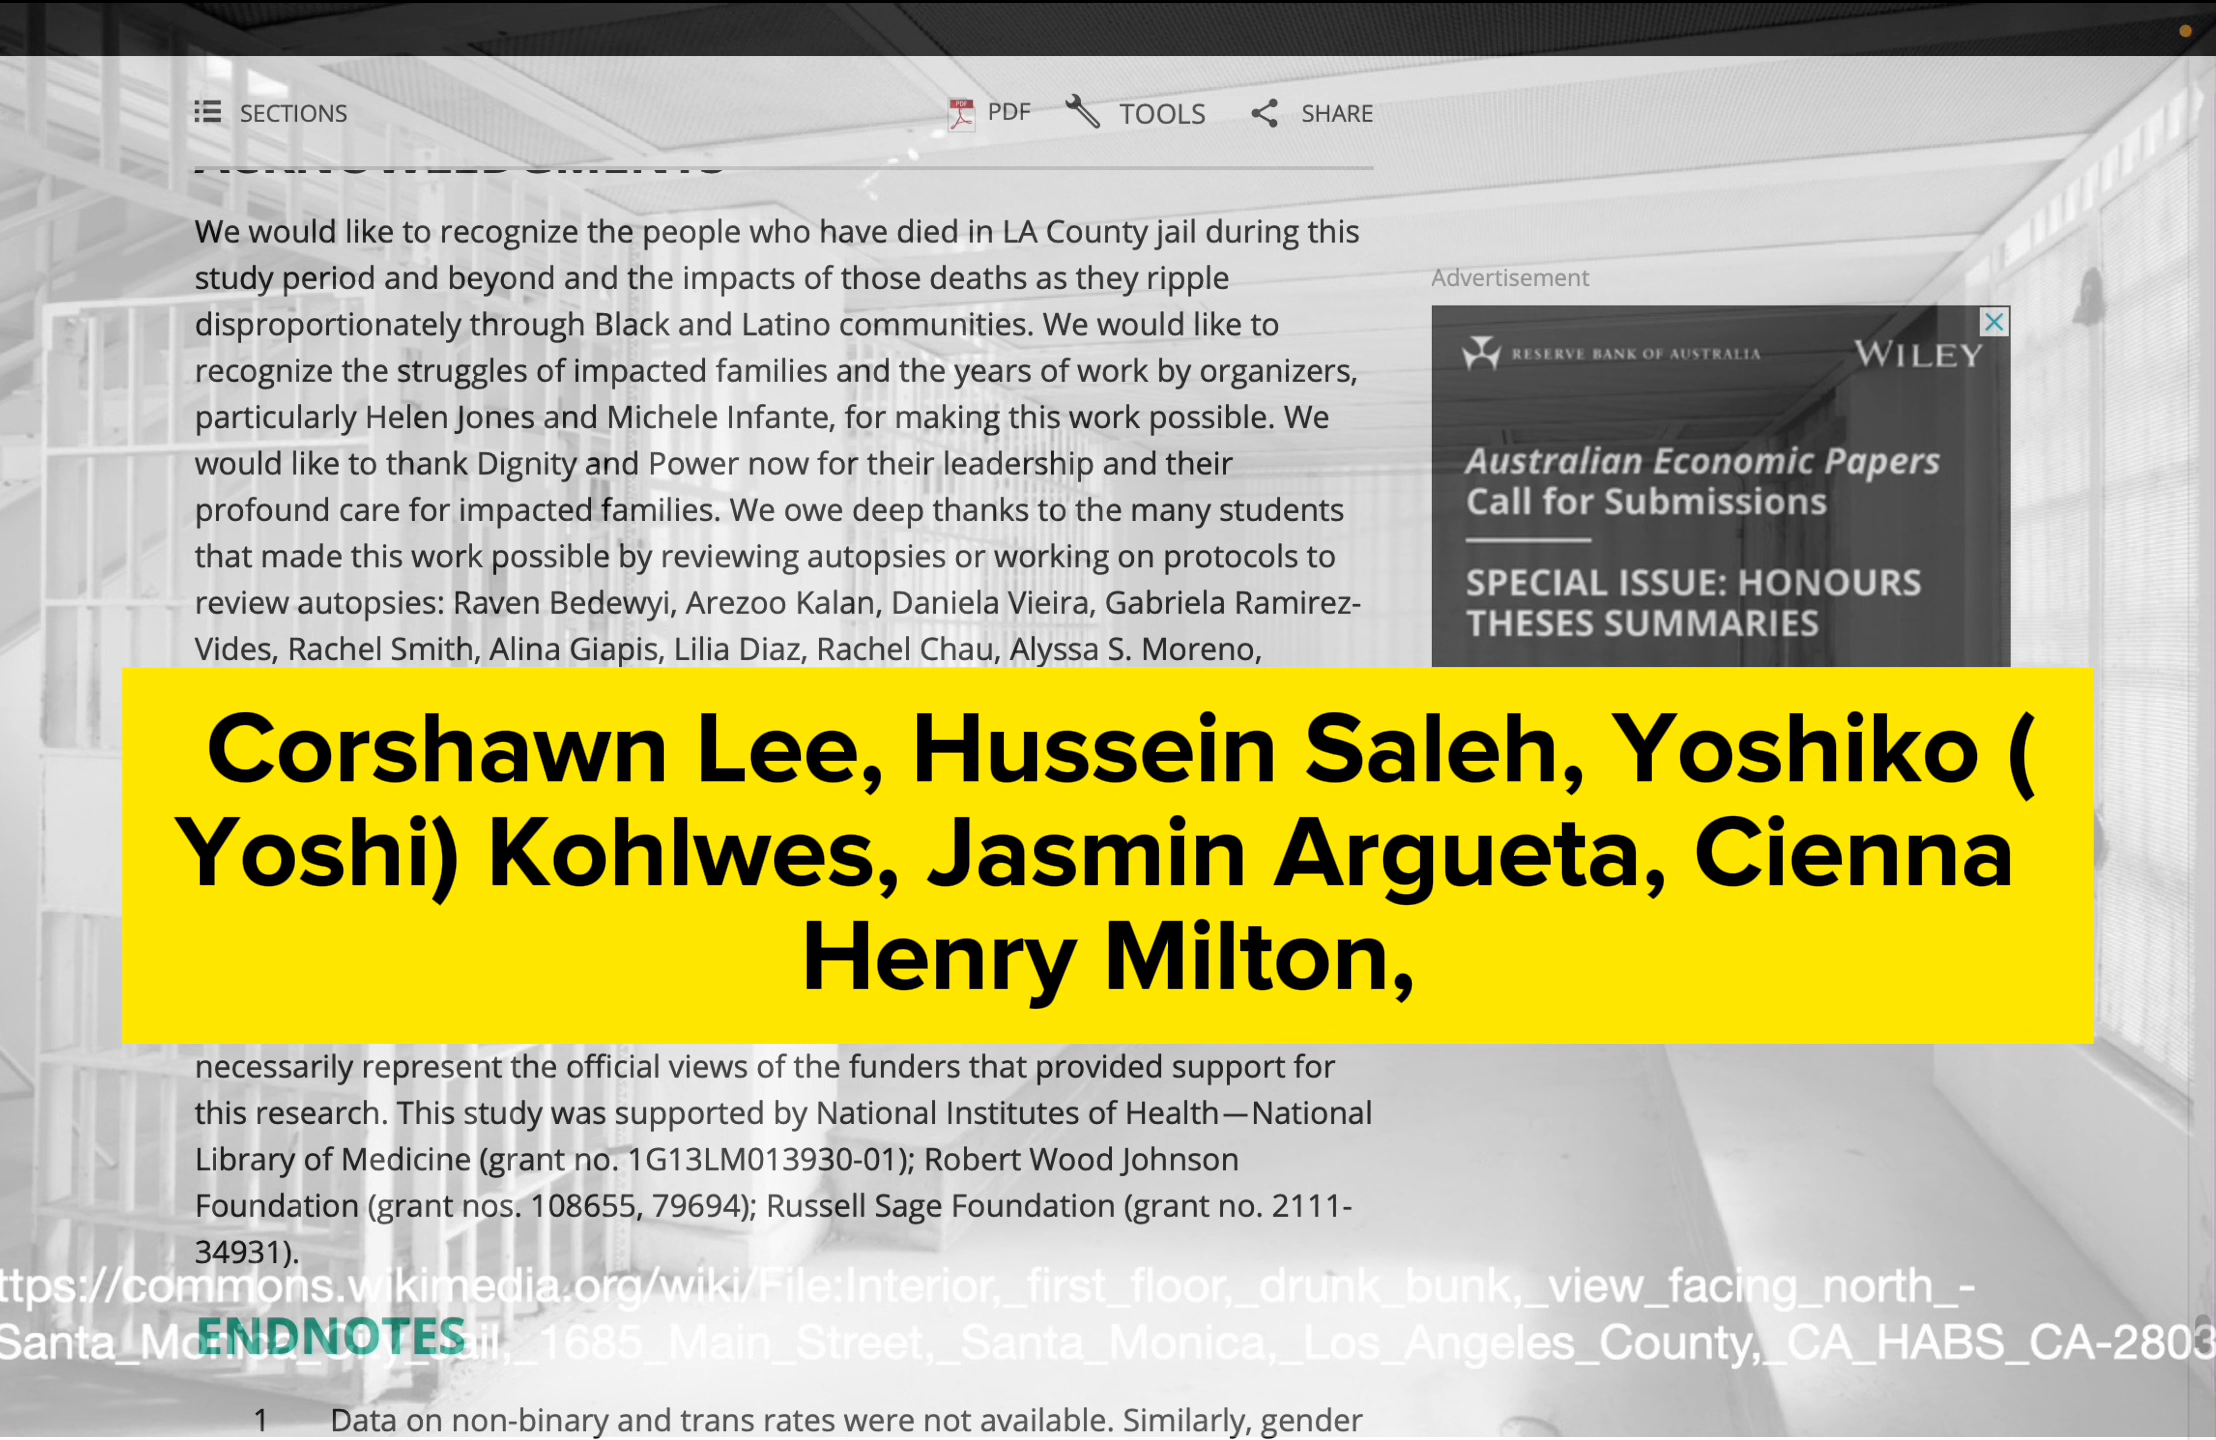 SECTIONS
PDF
TOOLS
SHARE
ACKNOWLEDGMENTS
We would like to recognize the people who have died in LA County jail during this
study period and beyond and the impacts of those deaths as they ripple
disproportionately through Black and Latino communities. We would like to
recognize the struggles of impacted families and the years of work by organizers,
particularly Helen Jones and Michele Infante, for making this work possible. We
would like to thank Dignity and Power now for their leadership and their
profound care for impacted families. We owe deep thanks to the many students
that made this work possible by reviewing autopsies or working on protocols to
review autopsies: Raven Bedewyi, Arezoo Kalan, Daniela Vieira, Gabriela Ramirez-
Vides, Rachel Smith, Alina Giapis, Lilia Diaz, Rachel Chau, Alyssa S. Moreno,
Advertisement
RESERVE BANK OF AUSTRALIA
WILEY
Australian Economic Papers
Call for Submissions
SPECIAL ISSUE: HONOURS
THESES SUMMARIES
Corshawn Lee, Hussein Saleh, Yoshiko (
Yoshi) Kohlwes, Jasmin Argueta, Cienna
Henry Milton,
necessarily represent the official views of the funders that provided support for
this research. This study was supported by National Institutes of Health—National
Library of Medicine (grant no. 1G13LM013930-01); Robert Wood Johnson
Foundation (grant nos. 108655, 79694); Russell Sage Foundation (grant no. 2111-
34931).
ttps://commons.wikimedia.org/wiki/File:Interior,_first_floor,_drunk_bunk,_view_facing_north_-
Santa_Monica_City_Jail,_1685_Main_Street,_Santa_Monica,_Los_Angeles_County,_CA_HABS_CA-2803
ENDNOTES
1 Data on non-binary and trans rates were not available. Similarly, gender